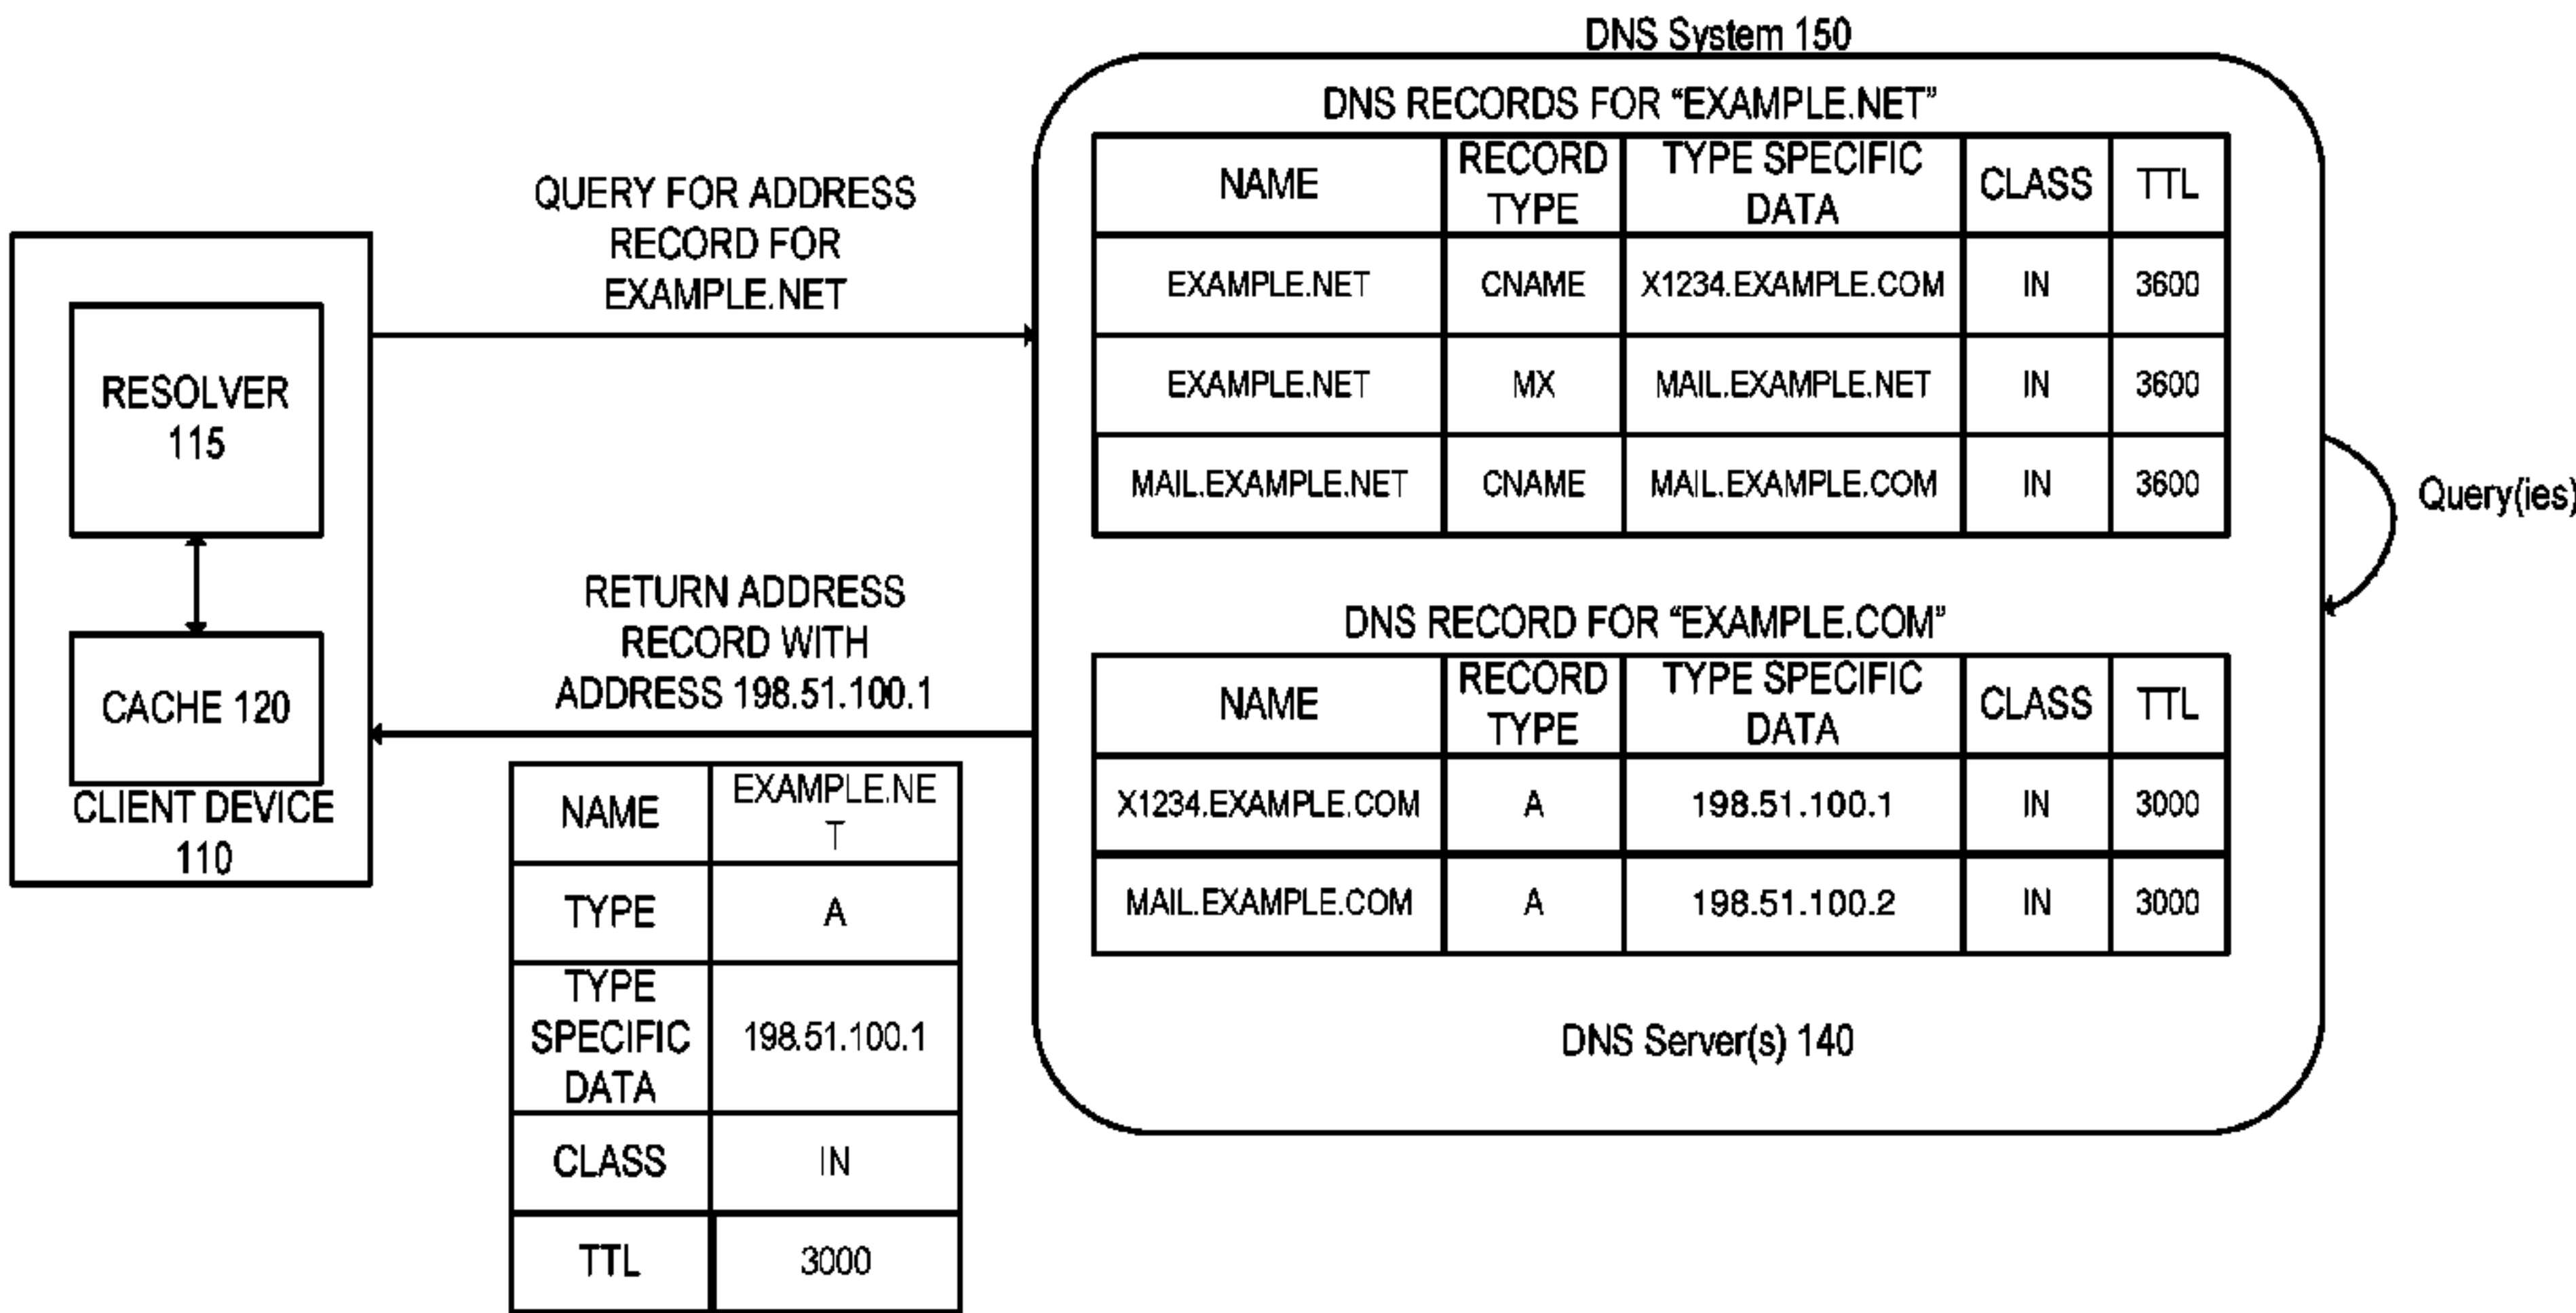 DNS System 150
DNS RECORDS FOR “EXAMPLE.NET”
NAME RECORD TYPE TYPE SPECIFIC DATA CLASS TTL
EXAMPLE.NET CNAME X1234.EXAMPLE.COM IN 3600
EXAMPLE.NET MX MAIL.EXAMPLE.NET IN 3600
MAIL.EXAMPLE.NET CNAME MAIL.EXAMPLE.COM IN 3600
Query(ies)
DNS RECORD FOR “EXAMPLE.COM”
NAME RECORD TYPE TYPE SPECIFIC DATA CLASS TTL
X1234.EXAMPLE.COM A 198.51.100.1 IN 3000
MAIL.EXAMPLE.COM A 198.51.100.2 IN 3000
DNS Server(s) 140
QUERY FOR ADDRESS
RECORD FOR
EXAMPLE.NET
RESOLVER
115
CACHE 120
CLIENT DEVICE
110
RETURN ADDRESS
RECORD WITH
ADDRESS 198.51.100.1
NAME EXAMPLE.NE
T
TYPE A
TYPE
SPECIFIC 198.51.100.1
DATA
CLASS IN
TTL 3000